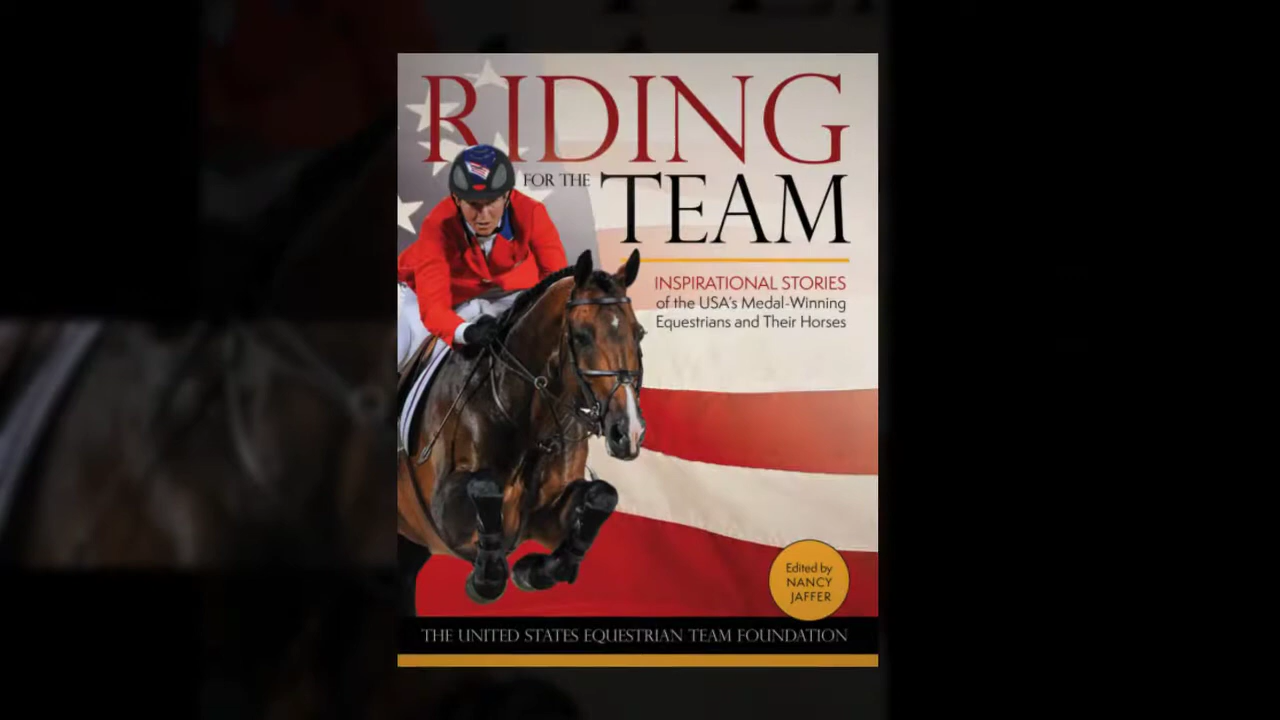 RIDING
FOR THE TEAM
INSPIRATIONAL STORIES
of the USA's Medal-Winning
Equestrians and Their Horses
Edited by
NANCY
JAFFER
THE UNITED STATES EQUESTRIAN TEAM FOUNDATION